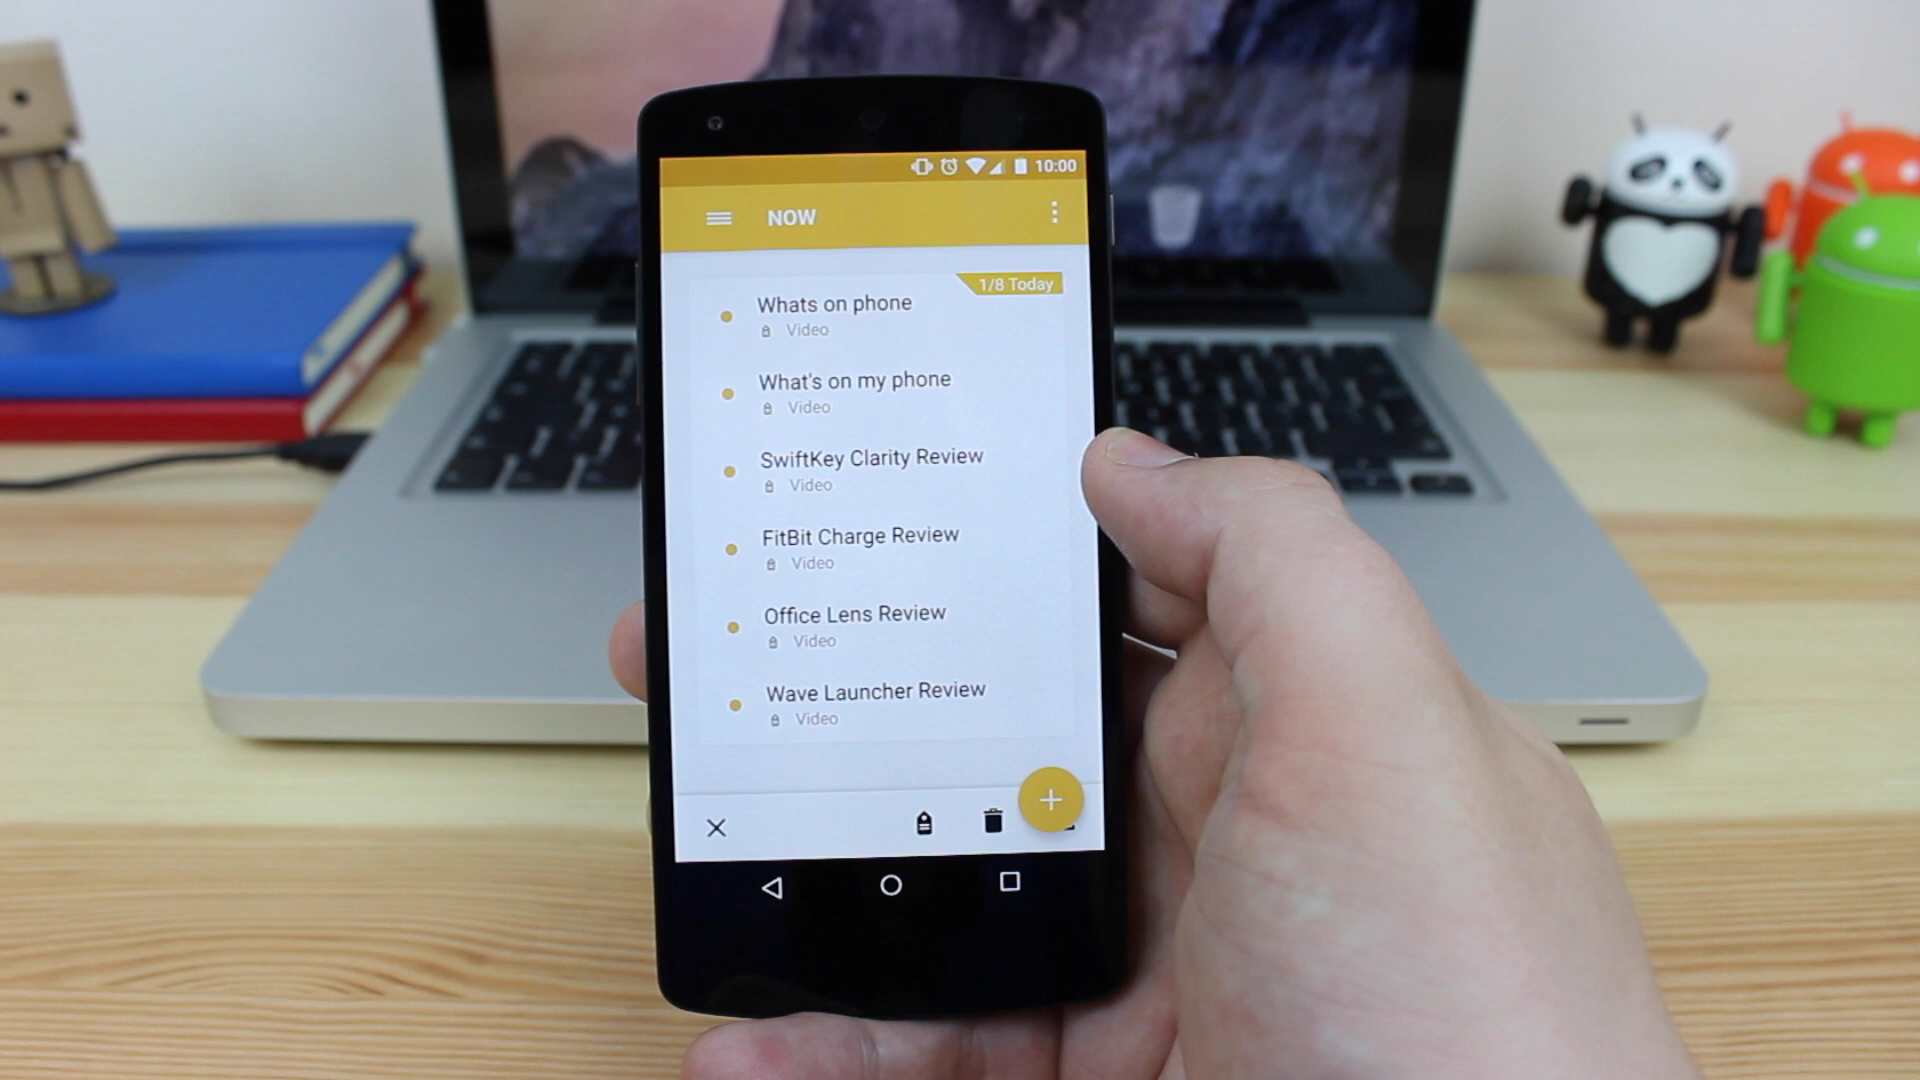 10:00
NOW
1/8 Today
Whats on phone
Video
What's on my phone
Video
SwiftKey Clarity Review
Video
FitBit Charge Review
Video
Office Lens Review
Video
Wave Launcher Review
Video